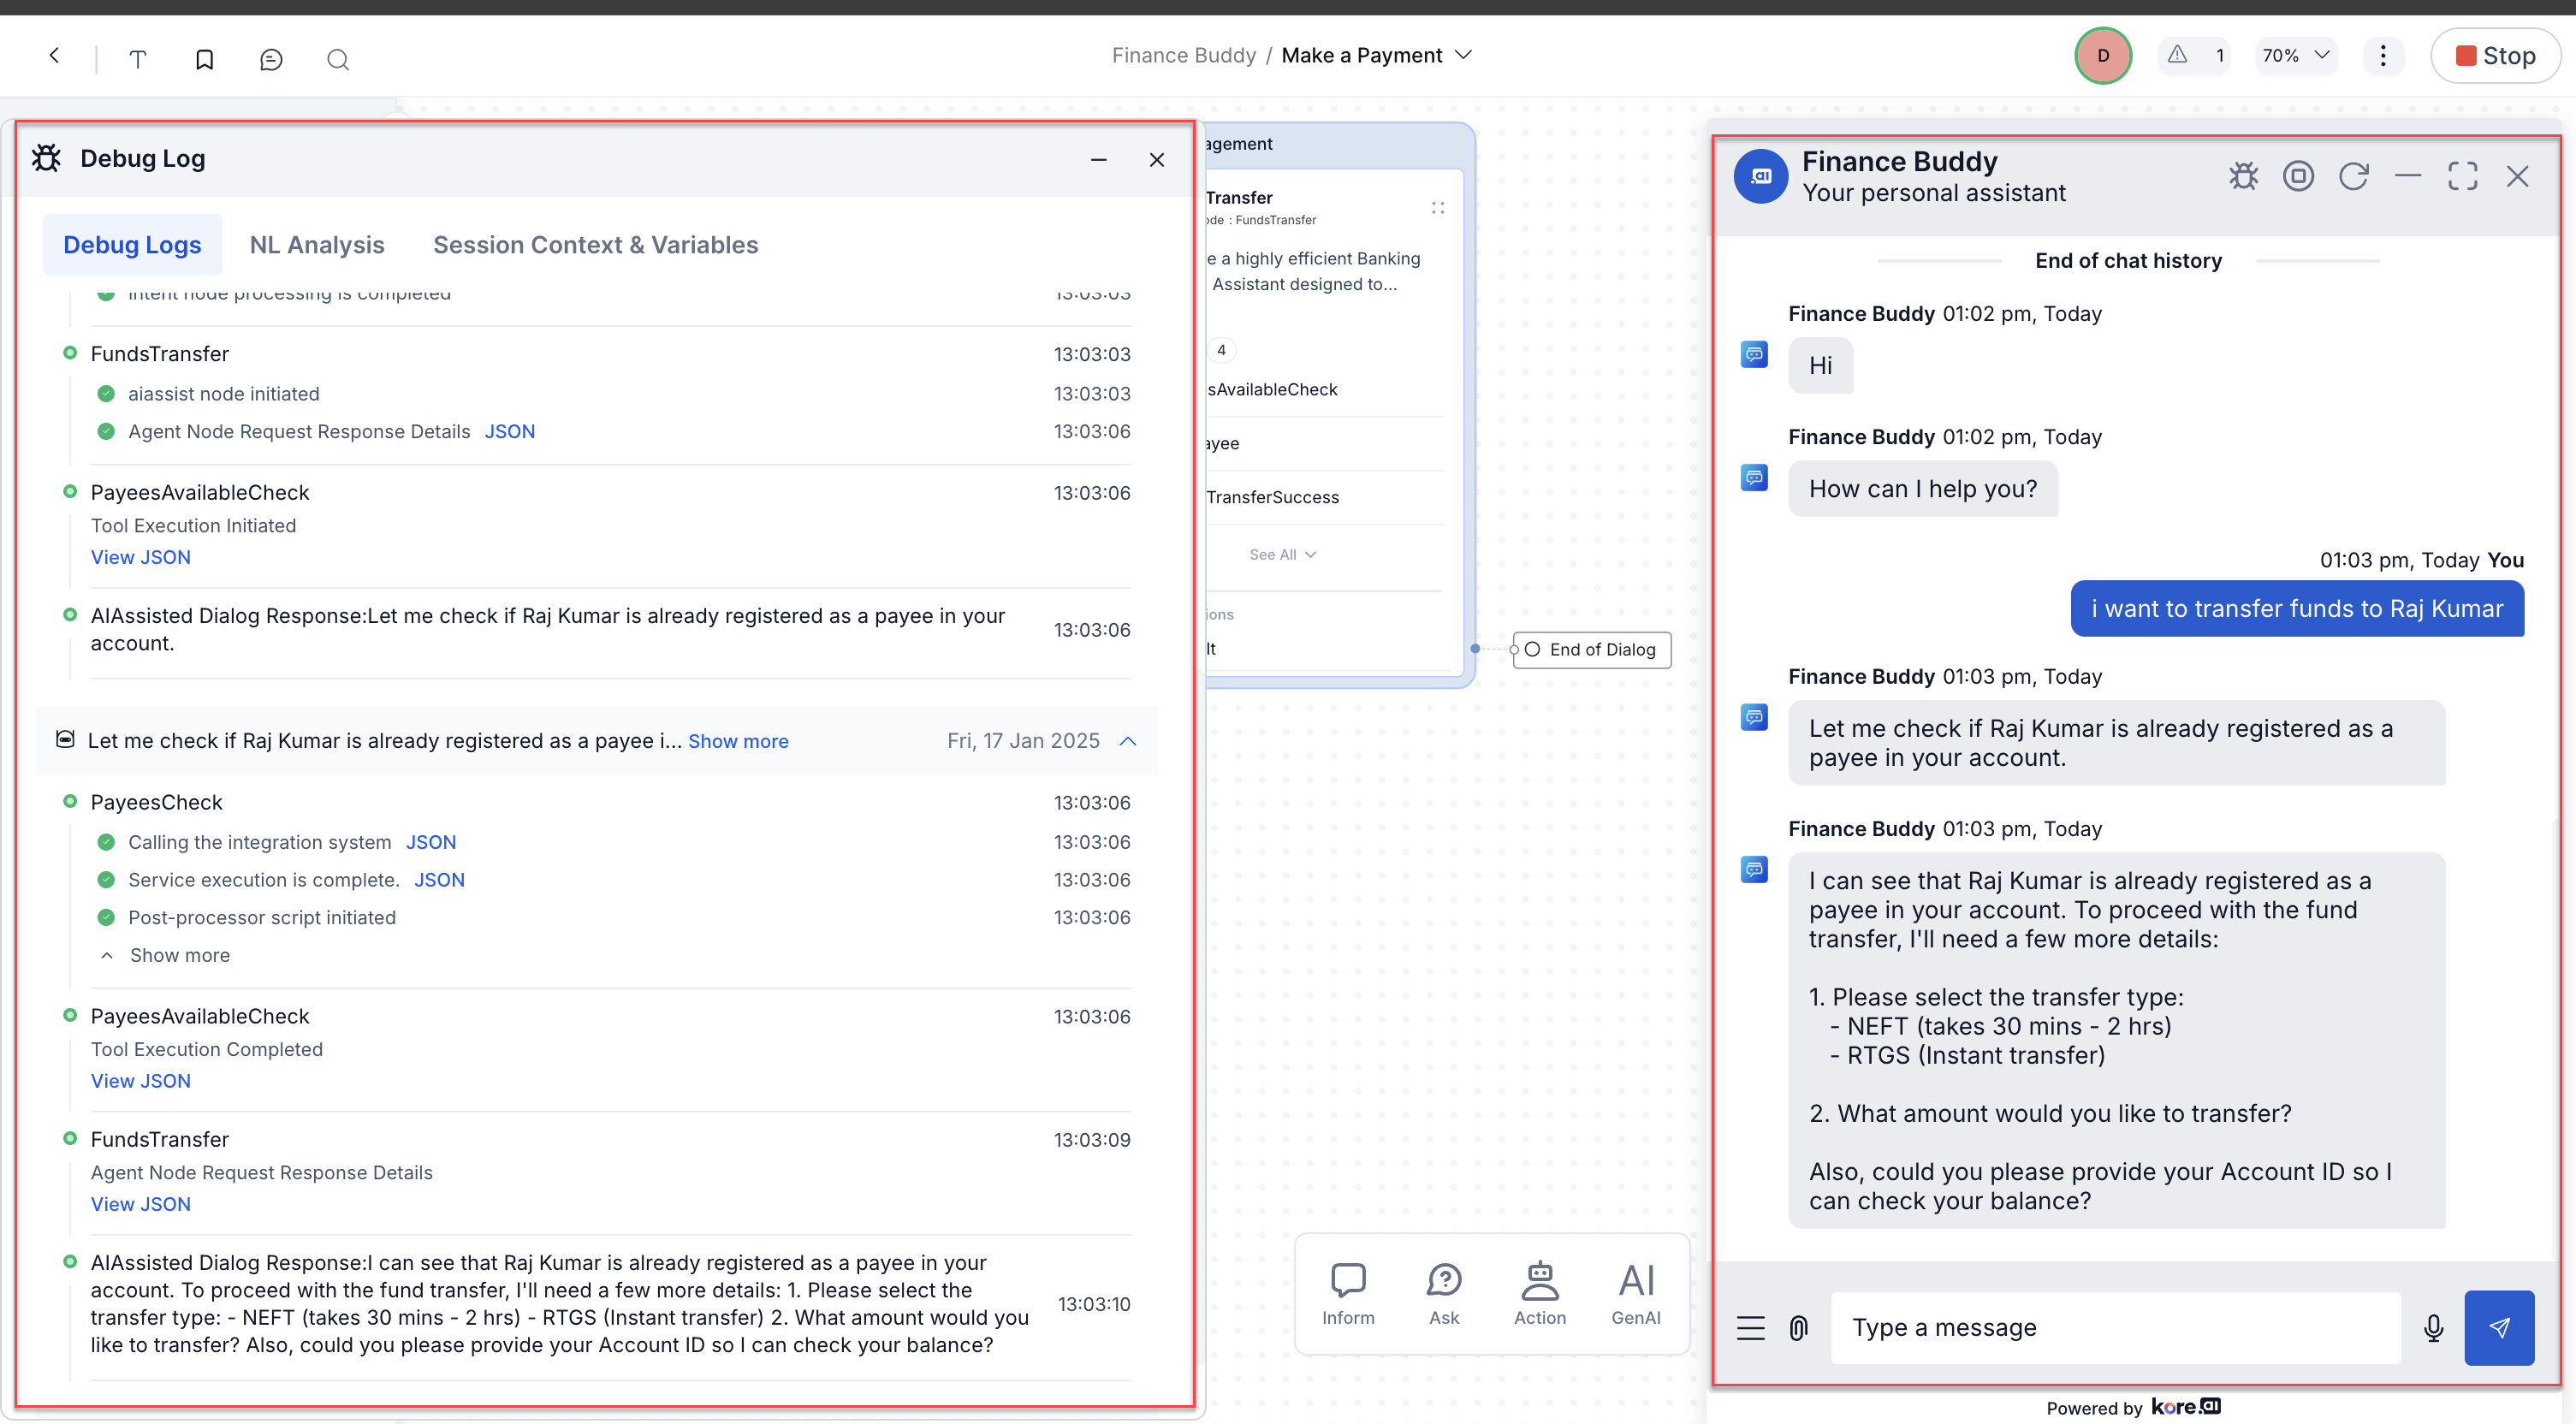 Finance Buddy / Make a Payment
D
1
70%
Stop
Debug Log
Debug Logs
NL Analysis
Session Context & Variables
Intent node processing is completed
13:03:03
FundsTransfer
13:03:03
aiassist node initiated
13:03:03
Agent Node Request Response Details JSON
13:03:06
PayeesAvailableCheck
13:03:06
Tool Execution Initiated
View JSON
AIAssisted Dialog Response:Let me check if Raj Kumar is already registered as a payee in your
account.
13:03:06
Let me check if Raj Kumar is already registered as a payee i... Show more
Fri, 17 Jan 2025
PayeesCheck
13:03:06
Calling the integration system JSON
13:03:06
Service execution is complete. JSON
13:03:06
Post-processor script initiated
13:03:06
Show more
PayeesAvailableCheck
13:03:06
Tool Execution Completed
View JSON
FundsTransfer
13:03:09
Agent Node Request Response Details
View JSON
AIAssisted Dialog Response:I can see that Raj Kumar is already registered as a payee in your
account. To proceed with the fund transfer, I'll need a few more details: 1. Please select the
transfer type: - NEFT (takes 30 mins - 2 hrs) - RTGS (Instant transfer) 2. What amount would you
like to transfer? Also, could you please provide your Account ID so I can check your balance?
13:03:10
agement
Transfer
ode : FundsTransfer
e a highly efficient Banking
Assistant designed to...
4
sAvailableCheck
ayee
TransferSuccess
See All
ions
lt
End of Dialog
Inform
Ask
Action
AI
GenAI
.ai
Finance Buddy
Your personal assistant
End of chat history
Finance Buddy 01:02 pm, Today
Hi
Finance Buddy 01:02 pm, Today
How can I help you?
01:03 pm, Today You
i want to transfer funds to Raj Kumar
Finance Buddy 01:03 pm, Today
Let me check if Raj Kumar is already registered as a
payee in your account.
Finance Buddy 01:03 pm, Today
I can see that Raj Kumar is already registered as a
payee in your account. To proceed with the fund
transfer, I'll need a few more details:
1. Please select the transfer type:
- NEFT (takes 30 mins - 2 hrs)
- RTGS (Instant transfer)
2. What amount would you like to transfer?
Also, could you please provide your Account ID so I
can check your balance?
Type a message
Powered by kore.ai